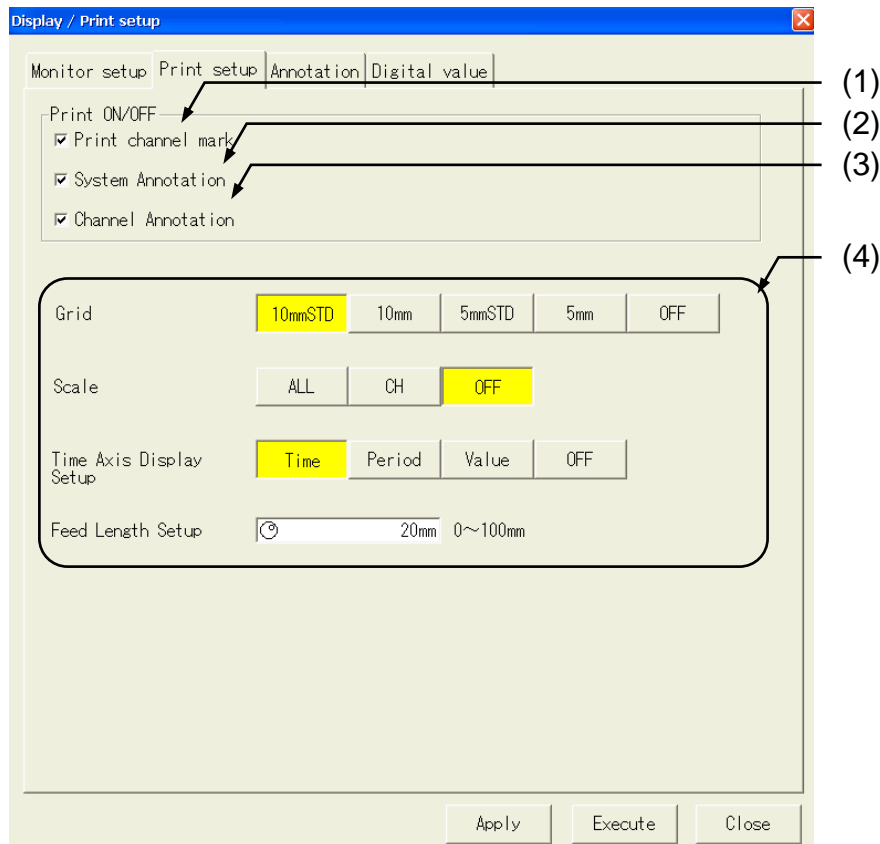 Display / Print setup
Monitor setup Print setup Annotation Digital value
(1)
Print ON/OFF
(2)
Print channel mark
(3)
System Annotation
Channel Annotation
(4)
Grid 10mmSTD 10mm 5mmSTD 5mm OFF
Scale ALL CH OFF
Time Axis Display Time Period Value OFF
Setup
Feed Length Setup 20mm 0～100mm
Apply Execute Close